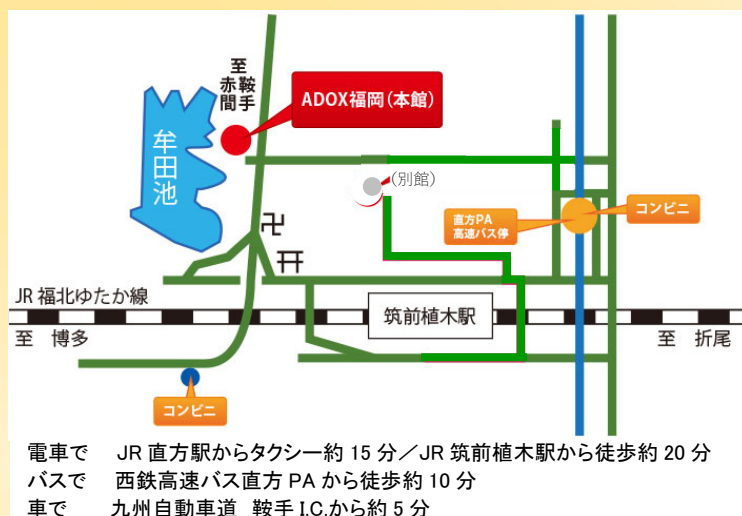 至
鞍手
赤間
ADOX福岡(本館)
牟田池
(別館)
直方PA
高速バス停
コンビニ
卍
JR 福北ゆたか線
筑前植木駅
至 博多
至 折尾
コンビニ
電車で JR 直方駅からタクシー約 15 分／JR 筑前植木駅から徒歩約 20 分
バスで 西鉄高速バス直方 PA から徒歩約 10 分
車で 九州自動車道 鞍手 I.C.から約 5 分